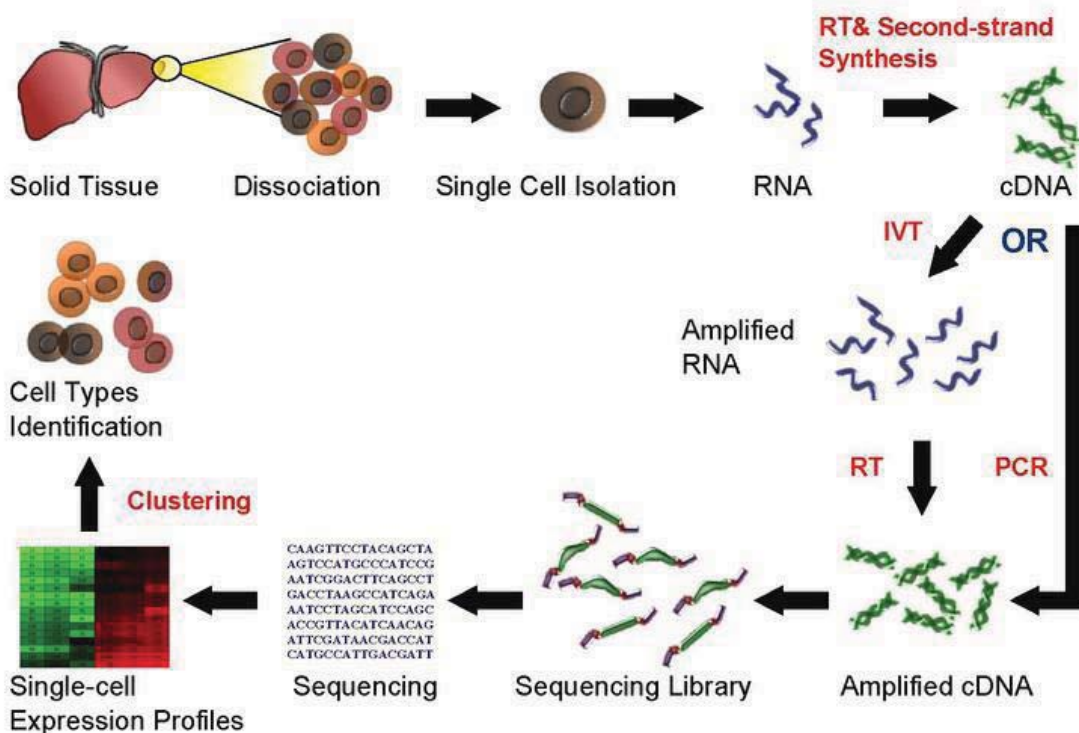 RT& Second-strand
Synthesis
Solid Tissue
Dissociation
Single Cell Isolation
RNA
cDNA
IVT
OR
Amplified
RNA
Cell Types
Identification
RT
PCR
Clustering
CAAGTTCCTACAGCTA
AGTCCATGCCCATCCG
AATCGGACTTCAGCCT
GACCTAAGCCATCAGA
AATCCTAGCATCCAGC
ACCGTTACATCAACAG
ATTCGATAACGACCAT
CATGCCATTGACGATT
Single-cell
Expression Profiles
Sequencing
Sequencing Library
Amplified cDNA